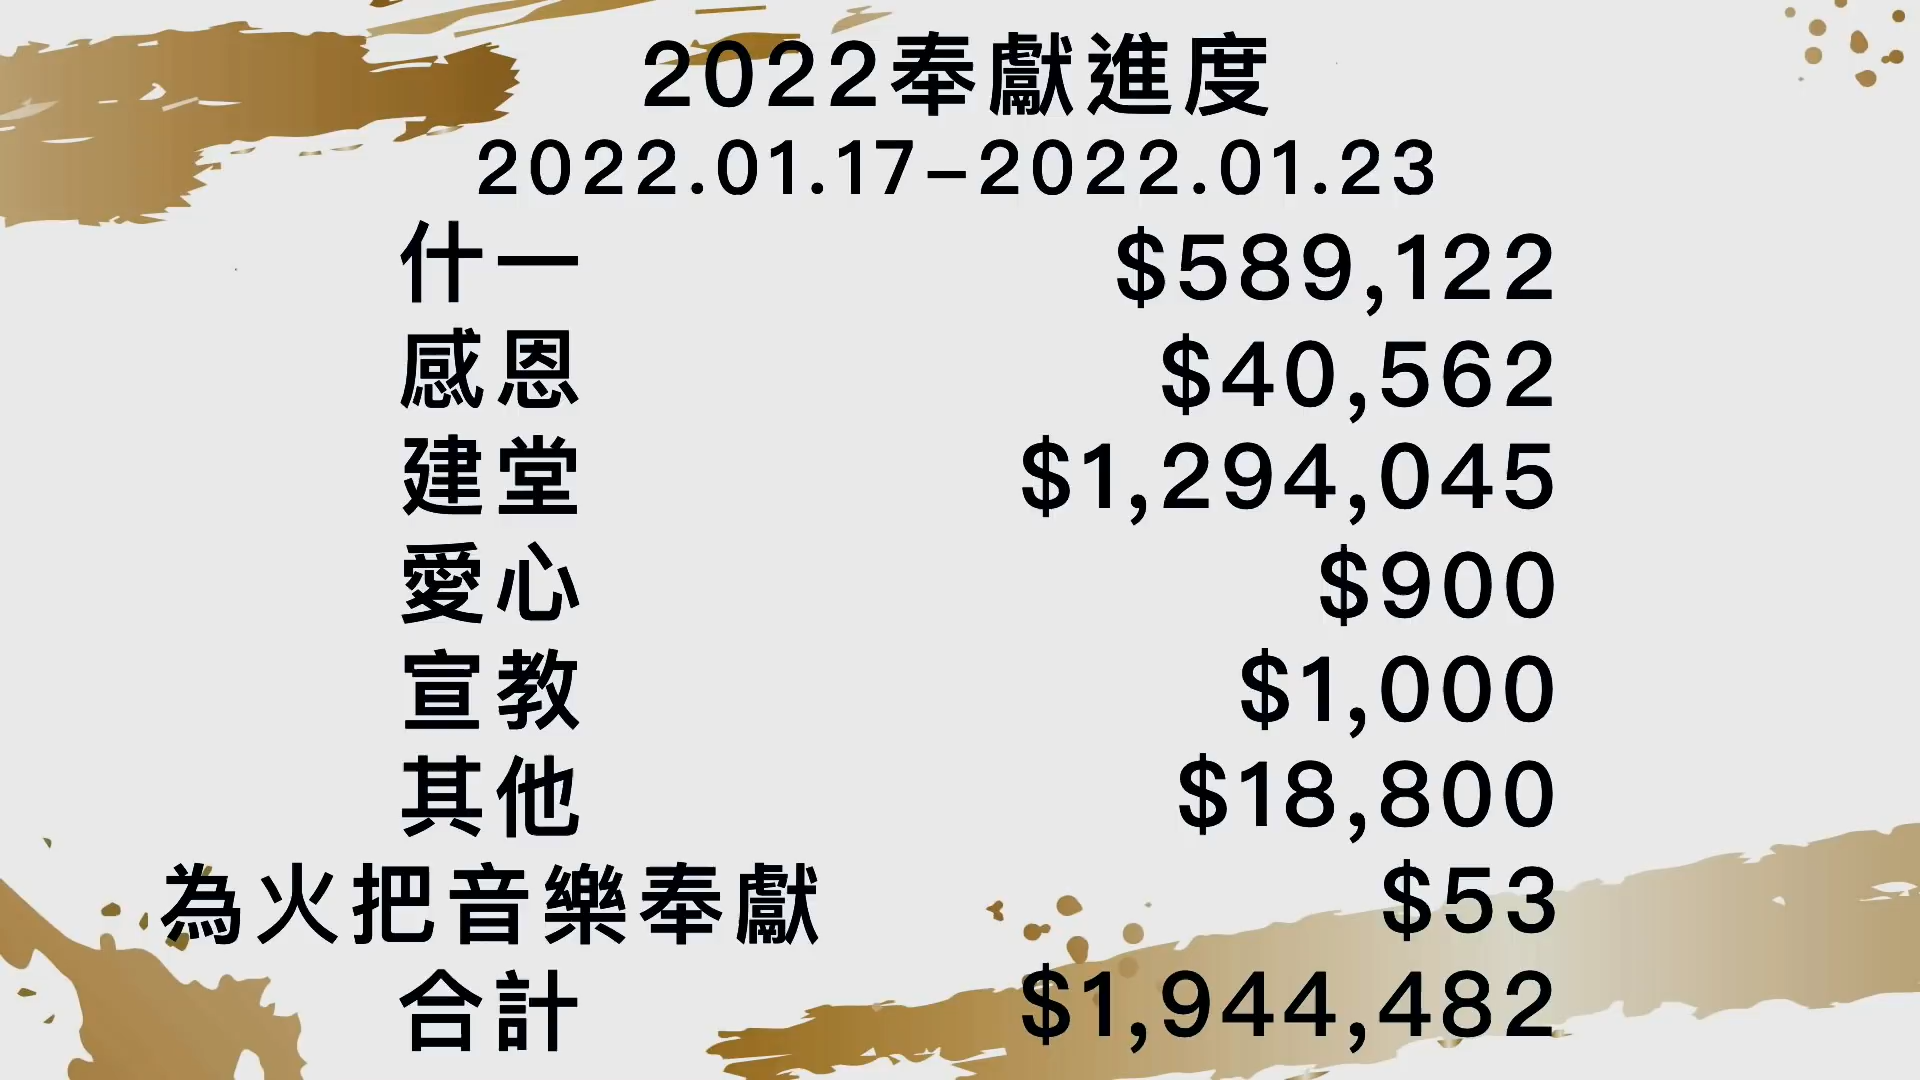 2022奉獻進度
2022.01.17–2022.01.23
什一 $589,122
感恩 $40,562
建堂 $1,294,045
愛心 $900
宣教 $1,000
其他 $18,800
為火把音樂奉獻 $53
合計 $1,944,482